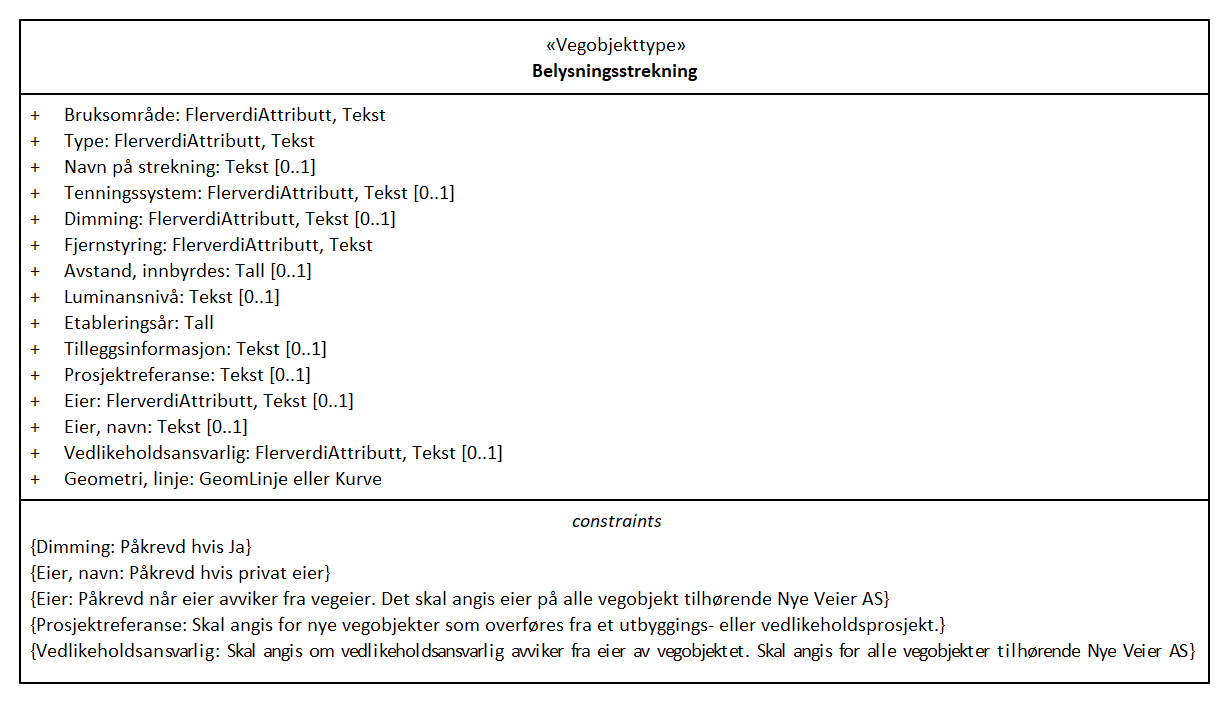 «Vegobjekttype»
Belysningsstrekning
+ Bruksområde: FlerverdiAttributt, Tekst
+ Type: FlerverdiAttributt, Tekst
+ Navn på strekning: Tekst [0..1]
+ Tenningssystem: FlerverdiAttributt, Tekst [0..1]
+ Dimming: FlerverdiAttributt, Tekst [0..1]
+ Fjernstyring: FlerverdiAttributt, Tekst
+ Avstand, innbyrdes: Tall [0..1]
+ Luminansnivå: Tekst [0..1]
+ Etableringsår: Tall
+ Tilleggsinformasjon: Tekst [0..1]
+ Prosjektreferanse: Tekst [0..1]
+ Eier: FlerverdiAttributt, Tekst [0..1]
+ Eier, navn: Tekst [0..1]
+ Vedlikeholdsansvarlig: FlerverdiAttributt, Tekst [0..1]
+ Geometri, linje: GeomLinje eller Kurve
constraints
{Dimming: Påkrevd hvis Ja}
{Eier, navn: Påkrevd hvis privat eier}
{Eier: Påkrevd når eier avviker fra vegeier. Det skal angis eier på alle vegobjekt tilhørende Nye Veier AS}
{Prosjektreferanse: Skal angis for nye vegobjekter som overføres fra et utbyggings- eller vedlikeholdsprosjekt.}
{Vedlikeholdsansvarlig: Skal angis om vedlikeholdsansvarlig avviker fra eier av vegobjektet. Skal angis for alle vegobjekter tilhørende Nye Veier AS}